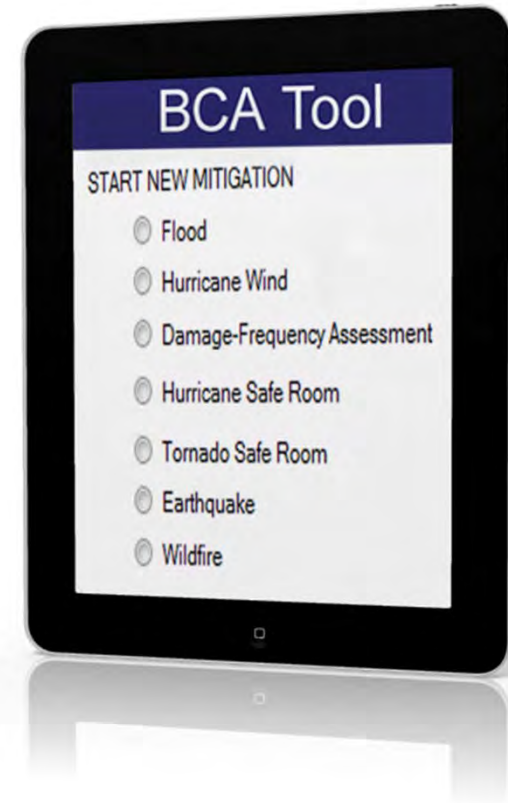 BCA Tool
START NEW MITIGATION
Flood
Hurricane Wind
Damage-Frequency Assessment
Hurricane Safe Room
Tornado Safe Room
Earthquake
Wildfire